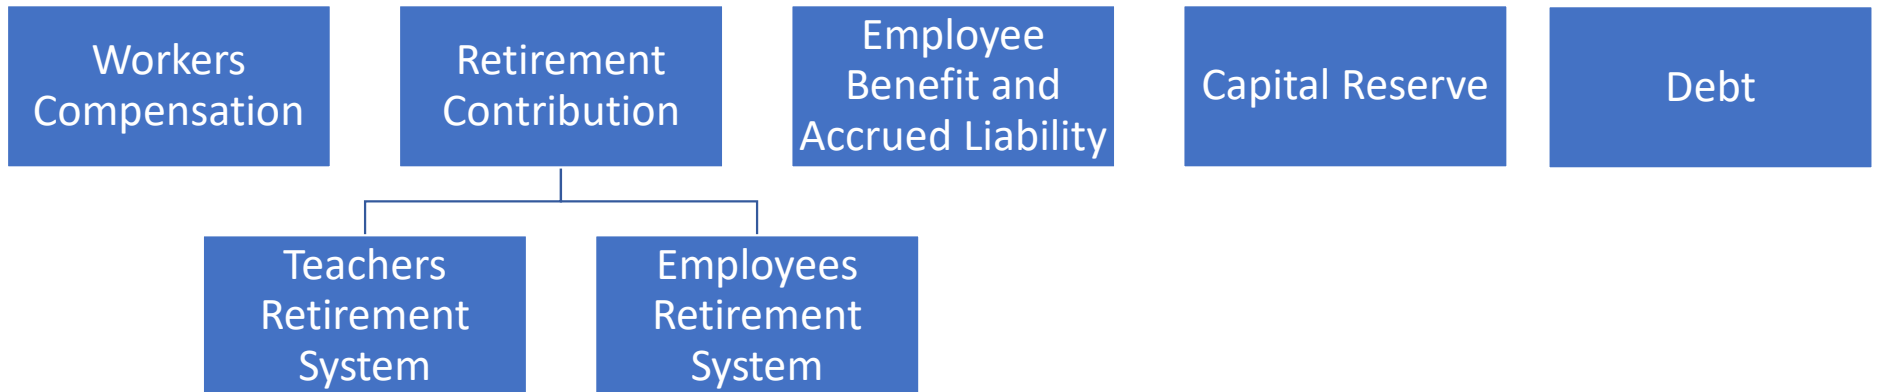 Workers
Compensation
Retirement
Contribution
Employee
Benefit and
Accrued Liability
Capital Reserve
Debt
Teachers
Retirement
System
Employees
Retirement
System